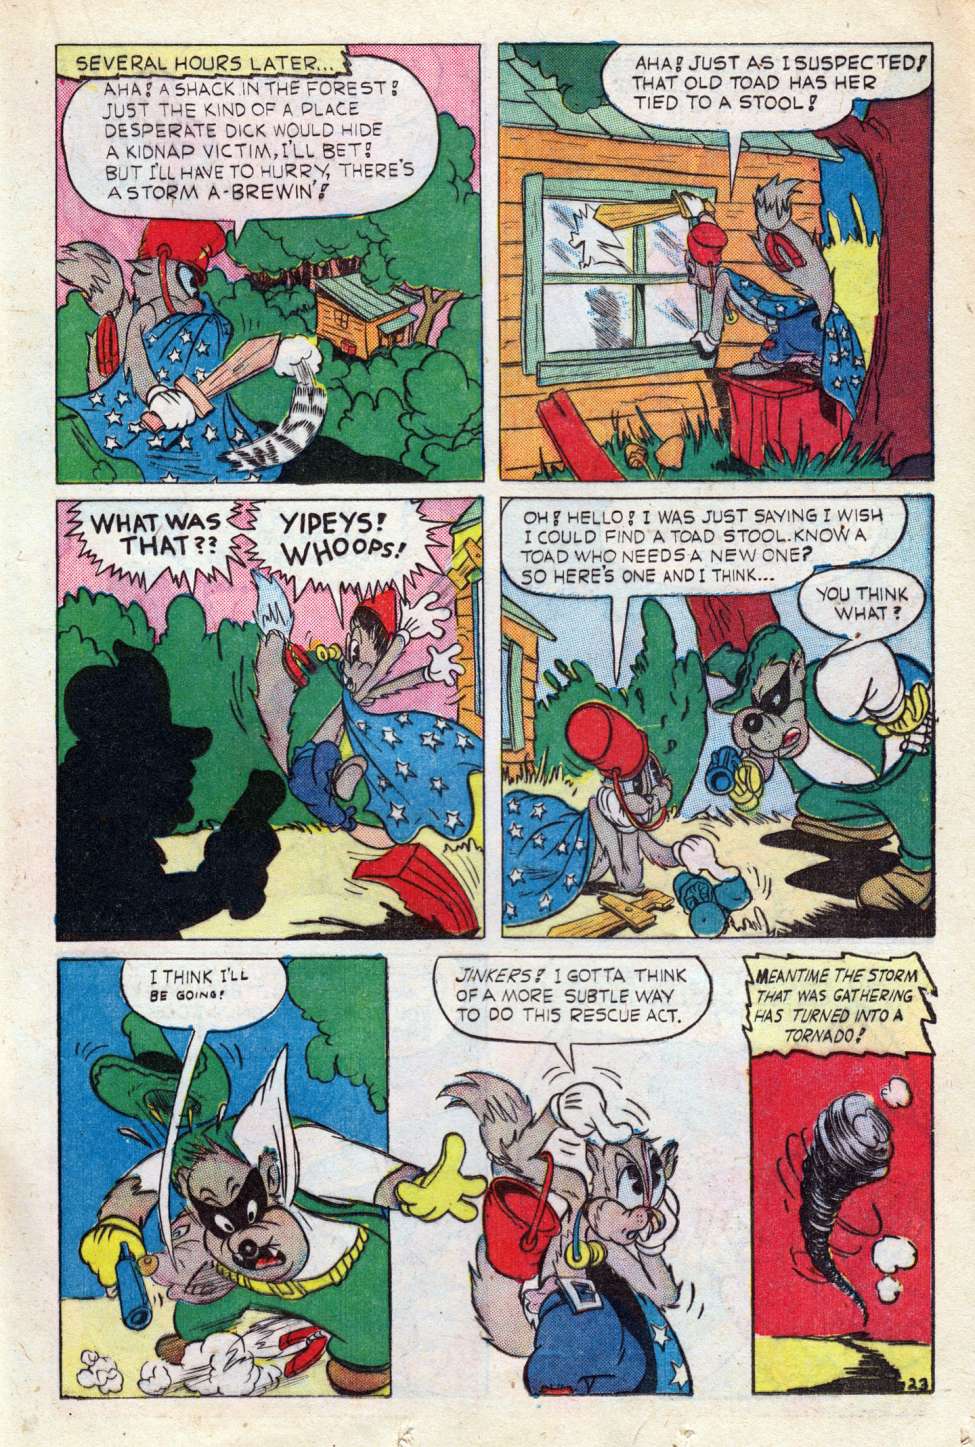 SEVERAL HOURS LATER...
AHA! A SHACK IN THE FOREST!
JUST THE KIND OF A PLACE
DESPERATE DICK WOULD HIDE
A KIDNAP VICTIM, I'LL BET!
BUT I'LL HAVE TO HURRY, THERE'S
A STORM A-BREWIN'!
AHA! JUST AS I SUSPECTED!
THAT OLD TOAD HAS HER
TIED TO A STOOL!
WHAT WAS
THAT??
YIPEYS!
WHOOPS!
OH! HELLO! I WAS JUST SAYING I WISH
I COULD FIND A TOAD STOOL. KNOW A
TOAD WHO NEEDS A NEW ONE?
SO HERE'S ONE AND I THINK...
YOU THINK
WHAT?
I THINK I'LL
BE GOING!
JINKERS! I GOTTA THINK
OF A MORE SUBTLE WAY
TO DO THIS RESCUE ACT.
MEANTIME THE STORM
THAT WAS GATHERING
HAS TURNED INTO A
TORNADO!
23